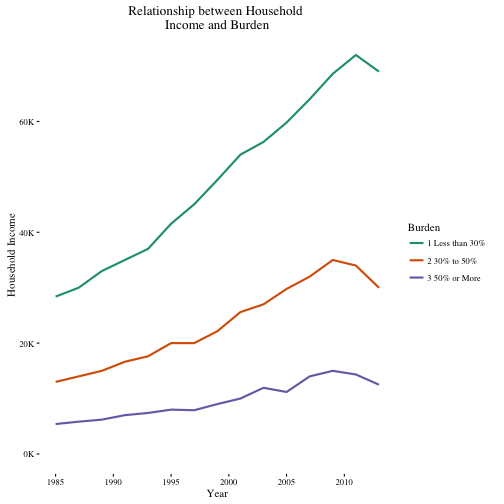 Relationship between Household
Income and Burden
Household Income
60K
40K
20K
0K
1985
1990
1995
2000
2005
2010
Year
Burden
1 Less than 30%
2 30% to 50%
3 50% or More